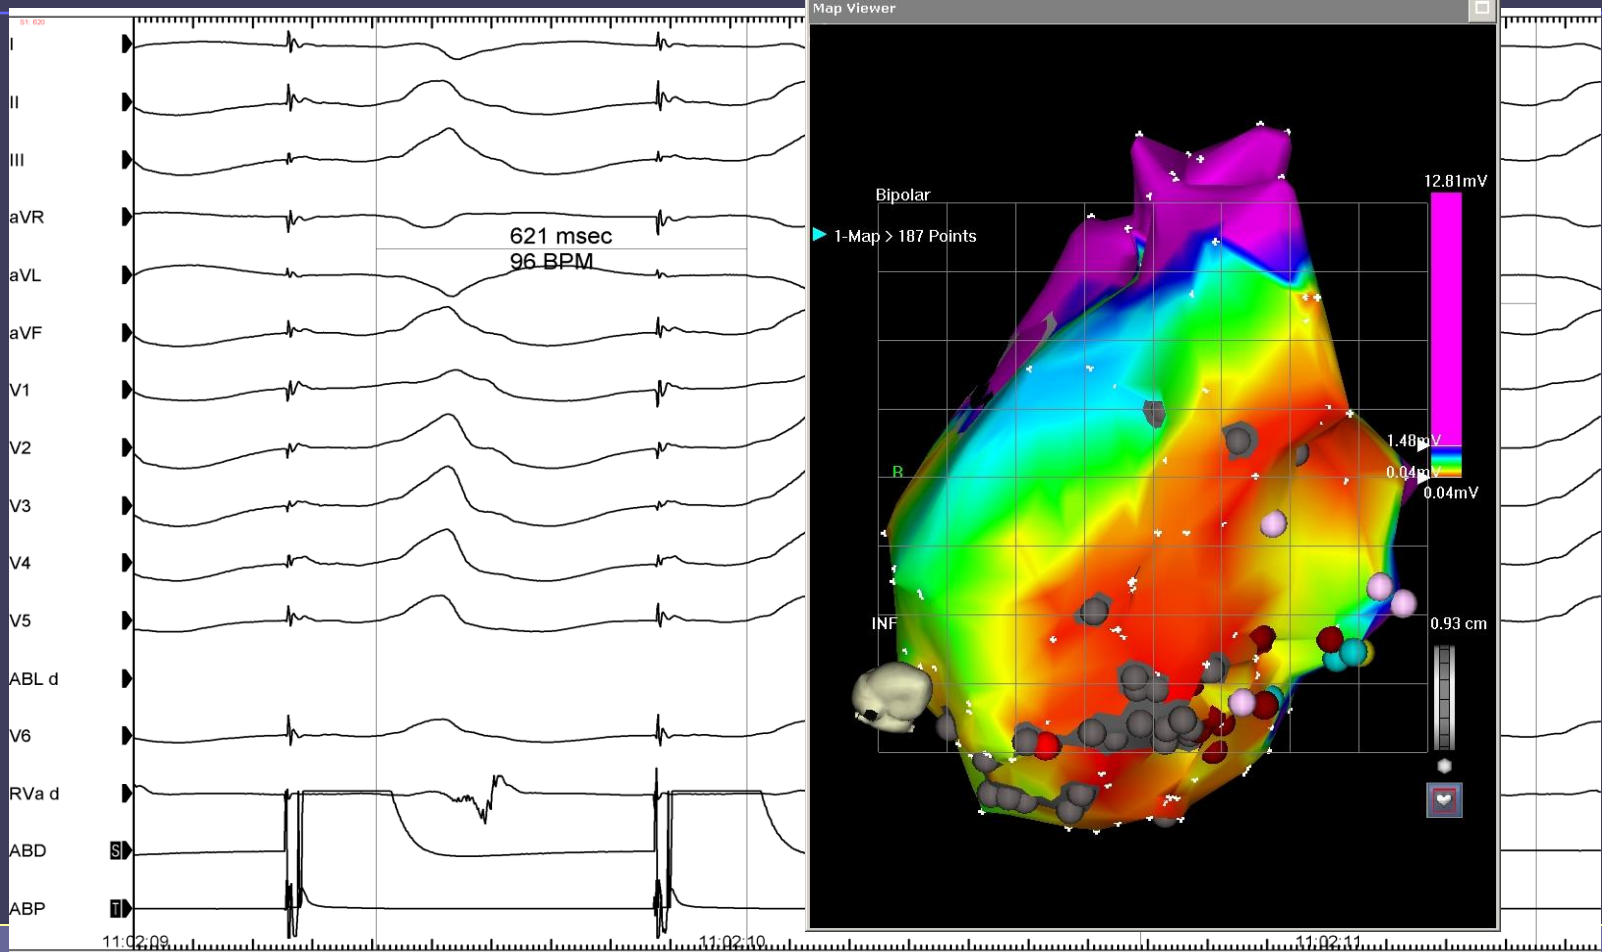 S1: 620
I
II
III
aVR
aVL
aVF
V1
V2
V3
V4
V5
ABL d
V6
RVa d
ABD
S
ABP
T
621 msec
96 BPM
11:02:09
11:02:10
11:02:11
Map Viewer
Bipolar
1-Map > 187 Points
12.81mV
1.48mV
0.04mV
0.04mV
R
INF
0.93 cm